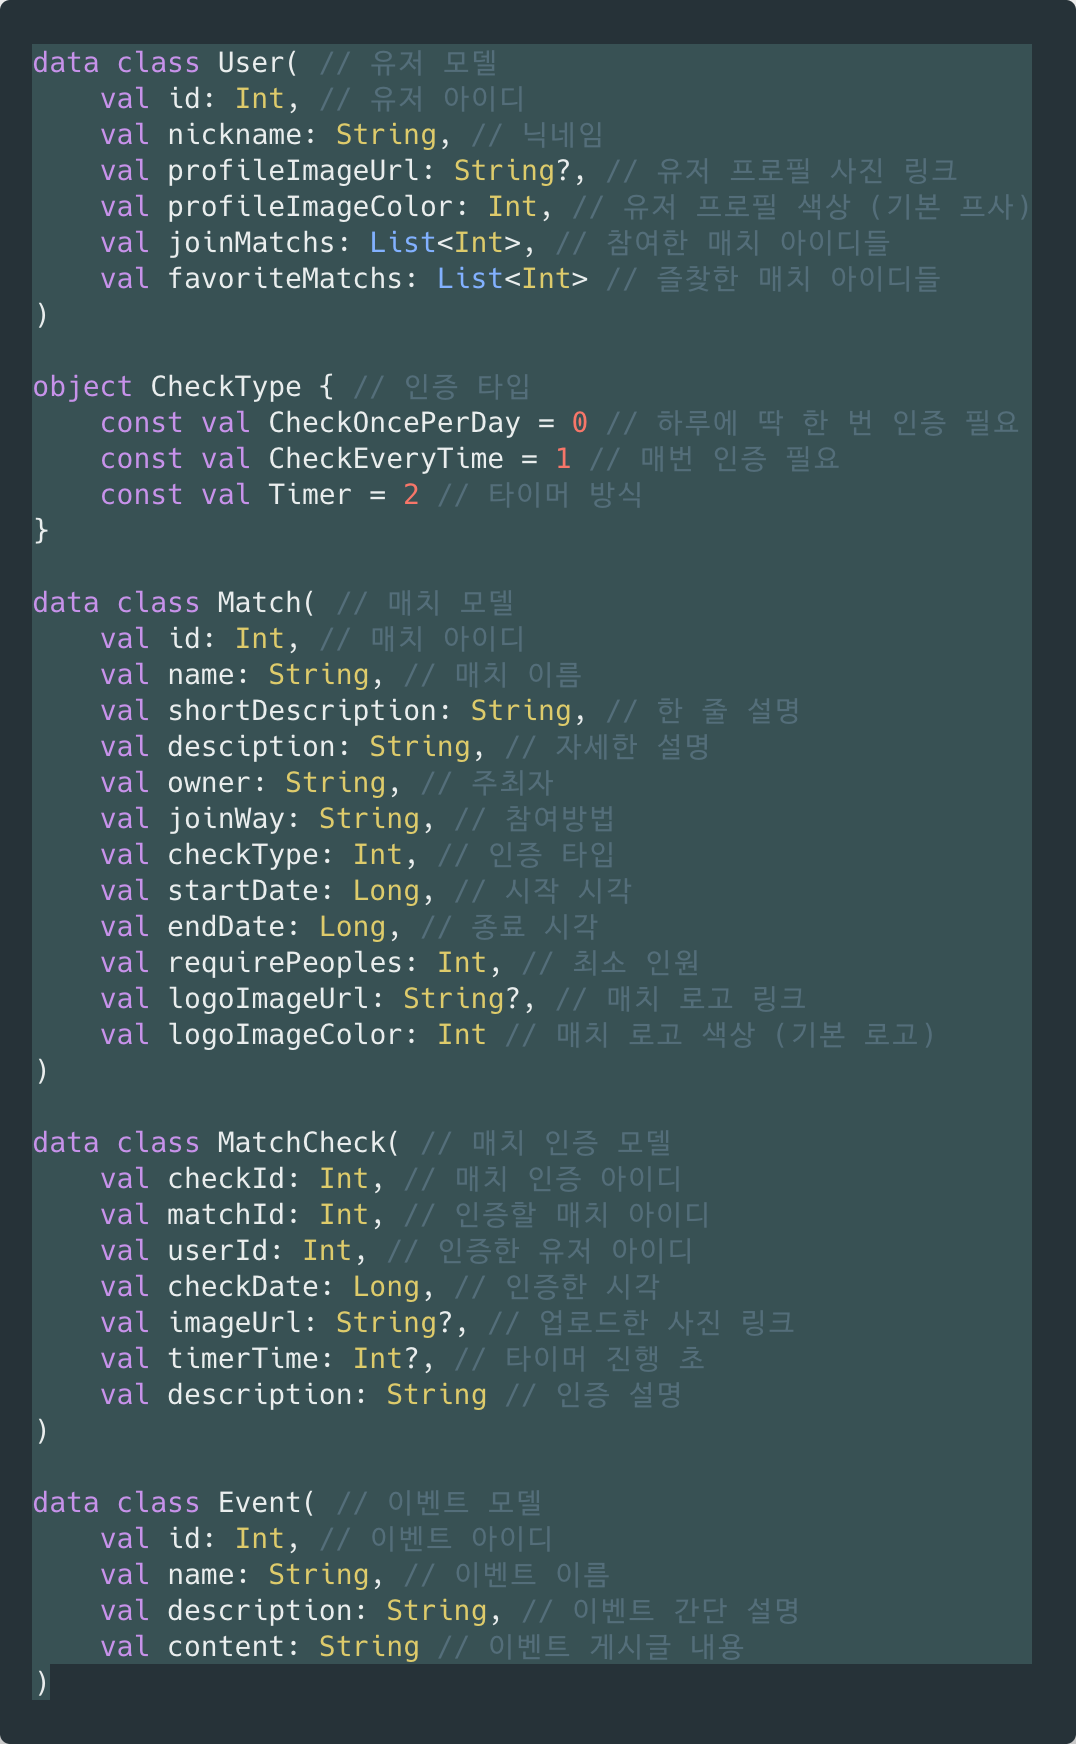 data class User( // 유저 모델
    val id: Int, // 유저 아이디
    val nickname: String, // 닉네임
    val profileImageUrl: String?, // 유저 프로필 사진 링크
    val profileImageColor: Int, // 유저 프로필 색상 (기본 프사)
    val joinMatchs: List<Int>, // 참여한 매치 아이디들
    val favoriteMatchs: List<Int> // 즐찾한 매치 아이디들
)

object CheckType { // 인증 타입
    const val CheckOncePerDay = 0 // 하루에 딱 한 번 인증 필요
    const val CheckEveryTime = 1 // 매번 인증 필요
    const val Timer = 2 // 타이머 방식
}

data class Match( // 매치 모델
    val id: Int, // 매치 아이디
    val name: String, // 매치 이름
    val shortDescription: String, // 한 줄 설명
    val desciption: String, // 자세한 설명
    val owner: String, // 주최자
    val joinWay: String, // 참여방법
    val checkType: Int, // 인증 타입
    val startDate: Long, // 시작 시각
    val endDate: Long, // 종료 시각
    val requirePeoples: Int, // 최소 인원
    val logoImageUrl: String?, // 매치 로고 링크
    val logoImageColor: Int // 매치 로고 색상 (기본 로고)
)

data class MatchCheck( // 매치 인증 모델
    val checkId: Int, // 매치 인증 아이디
    val matchId: Int, // 인증할 매치 아이디
    val userId: Int, // 인증한 유저 아이디
    val checkDate: Long, // 인증한 시각
    val imageUrl: String?, // 업로드한 사진 링크
    val timerTime: Int?, // 타이머 진행 초
    val description: String // 인증 설명
)

data class Event( // 이벤트 모델
    val id: Int, // 이벤트 아이디
    val name: String, // 이벤트 이름
    val description: String, // 이벤트 간단 설명
    val content: String // 이벤트 게시글 내용
)